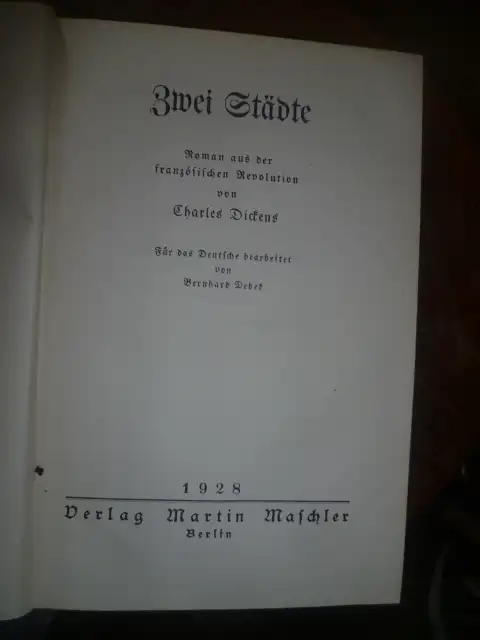 Zwei Städte
Roman aus der
französischen Revolution
von
Charles Dickens
Für das Deutsche bearbeitet
von
Bernhard Dedek
1928
Verlag Martin Maschler
Berlin